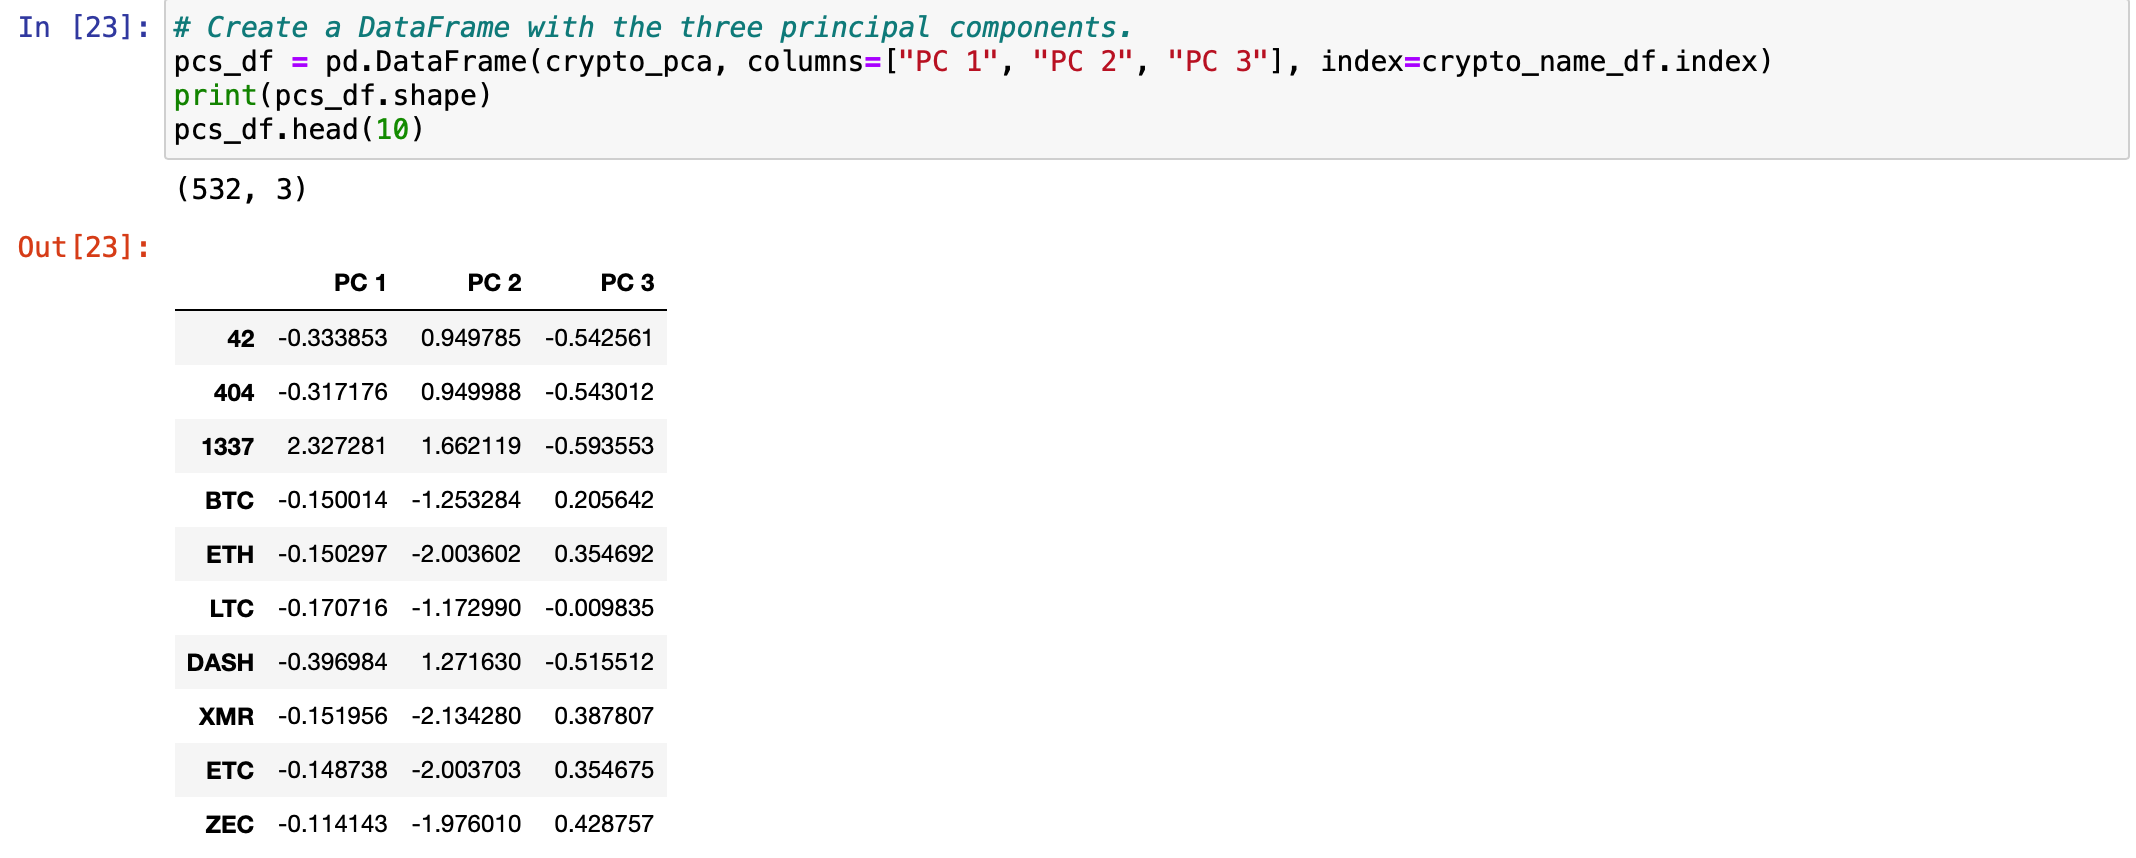 In [23]: # Create a DataFrame with the three principal components.
pcs_df = pd.DataFrame(crypto_pca, columns=["PC 1", "PC 2", "PC 3"], index=crypto_name_df.index)
print(pcs_df.shape)
pcs_df.head(10)
(532, 3)
Out[23]:
PC 1 PC 2 PC 3
42 -0.333853 0.949785 -0.542561
404 -0.317176 0.949988 -0.543012
1337 2.327281 1.662119 -0.593553
BTC -0.150014 -1.253284 0.205642
ETH -0.150297 -2.003602 0.354692
LTC -0.170716 -1.172990 -0.009835
DASH -0.396984 1.271630 -0.515512
XMR -0.151956 -2.134280 0.387807
ETC -0.148738 -2.003703 0.354675
ZEC -0.114143 -1.976010 0.428757